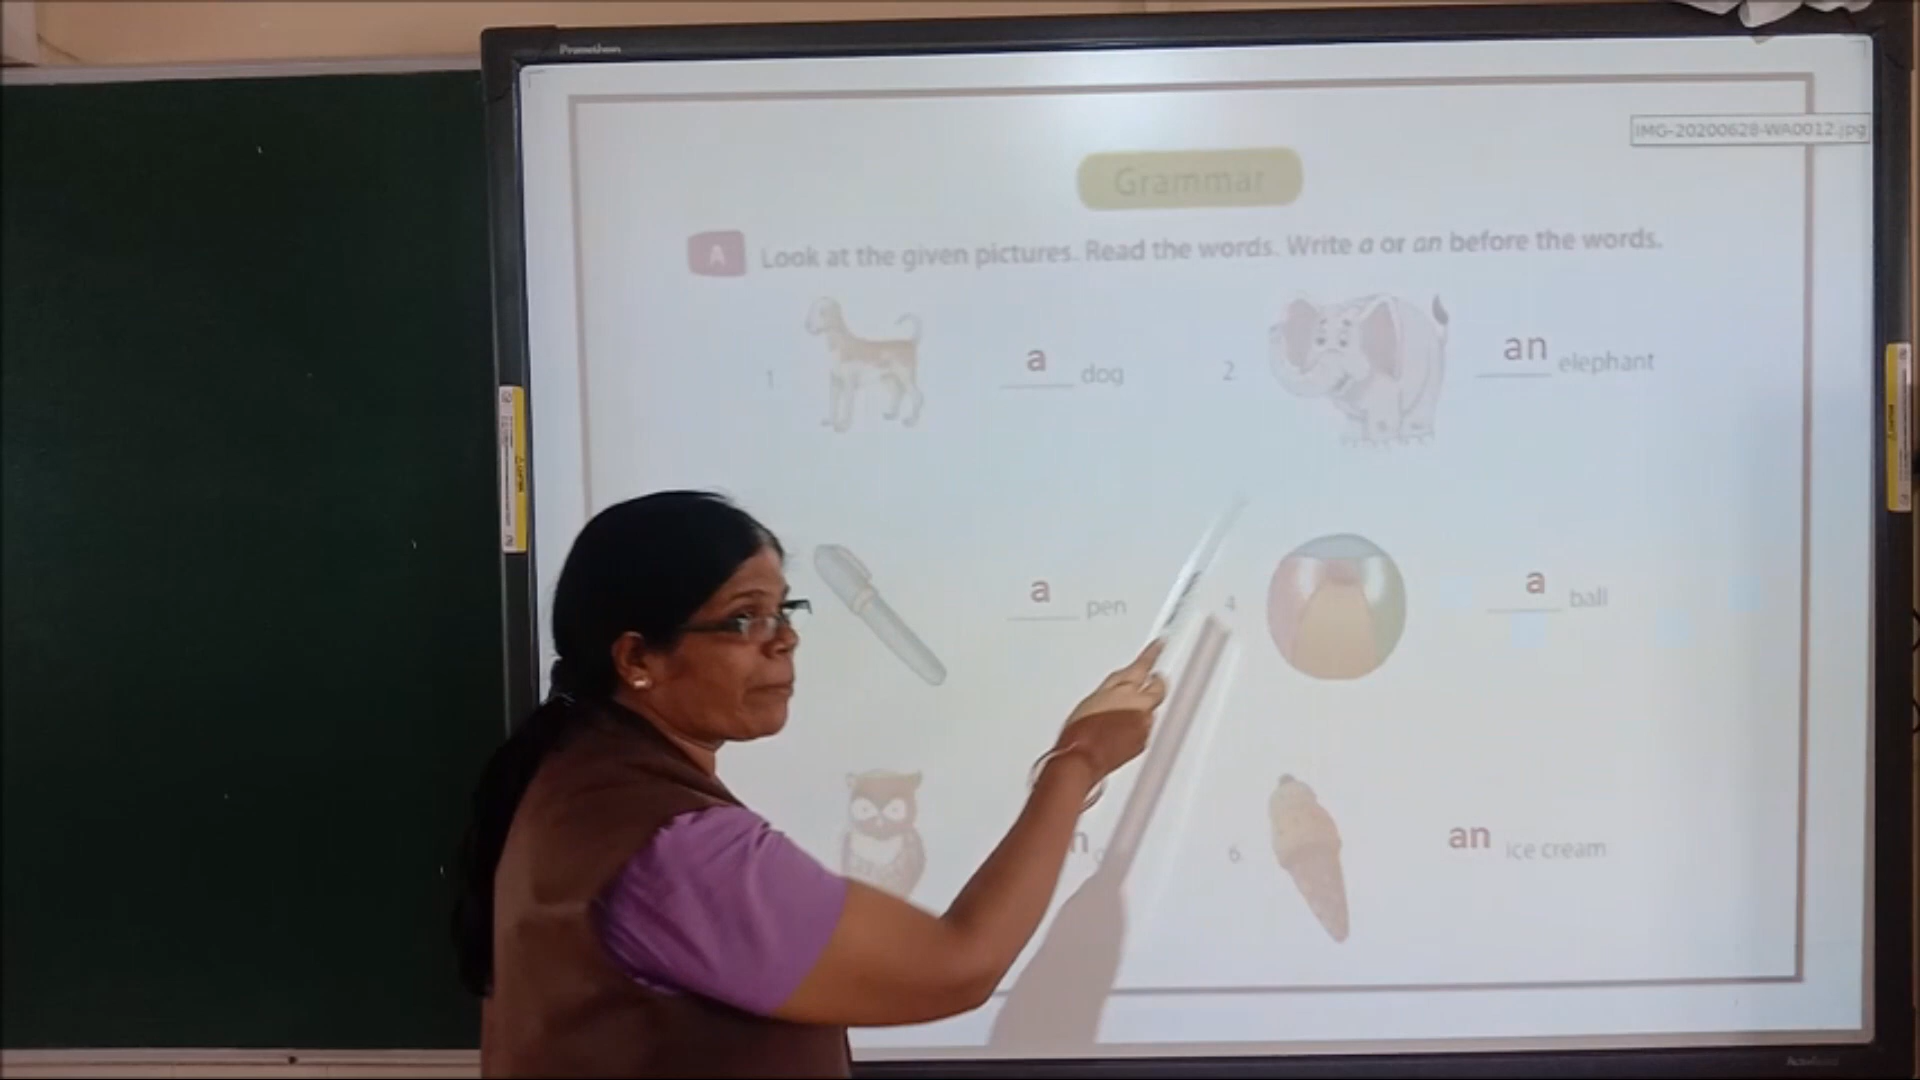 Promethean
IMG-20200628-WA0012.jpg
Grammar
A Look at the given pictures. Read the words. Write a or an before the words.
1. a dog
2 an elephant
a pen
4 a ball
n
6 an ice cream